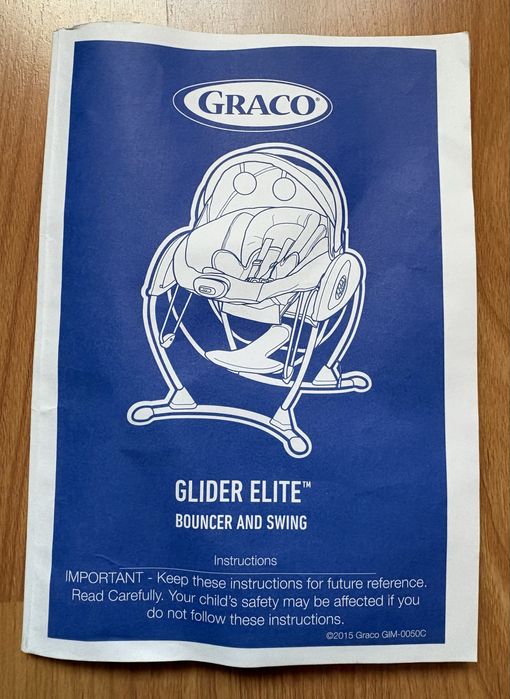 GRACO®
GLIDER ELITE™
BOUNCER AND SWING
Instructions
IMPORTANT - Keep these instructions for future reference.
Read Carefully. Your child's safety may be affected if you
do not follow these instructions.
©2015 Graco GIM-0050C